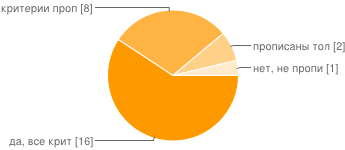 критерии проп [8]
прописаны тол [2]
нет, не пропи [1]
да, все крит [16]